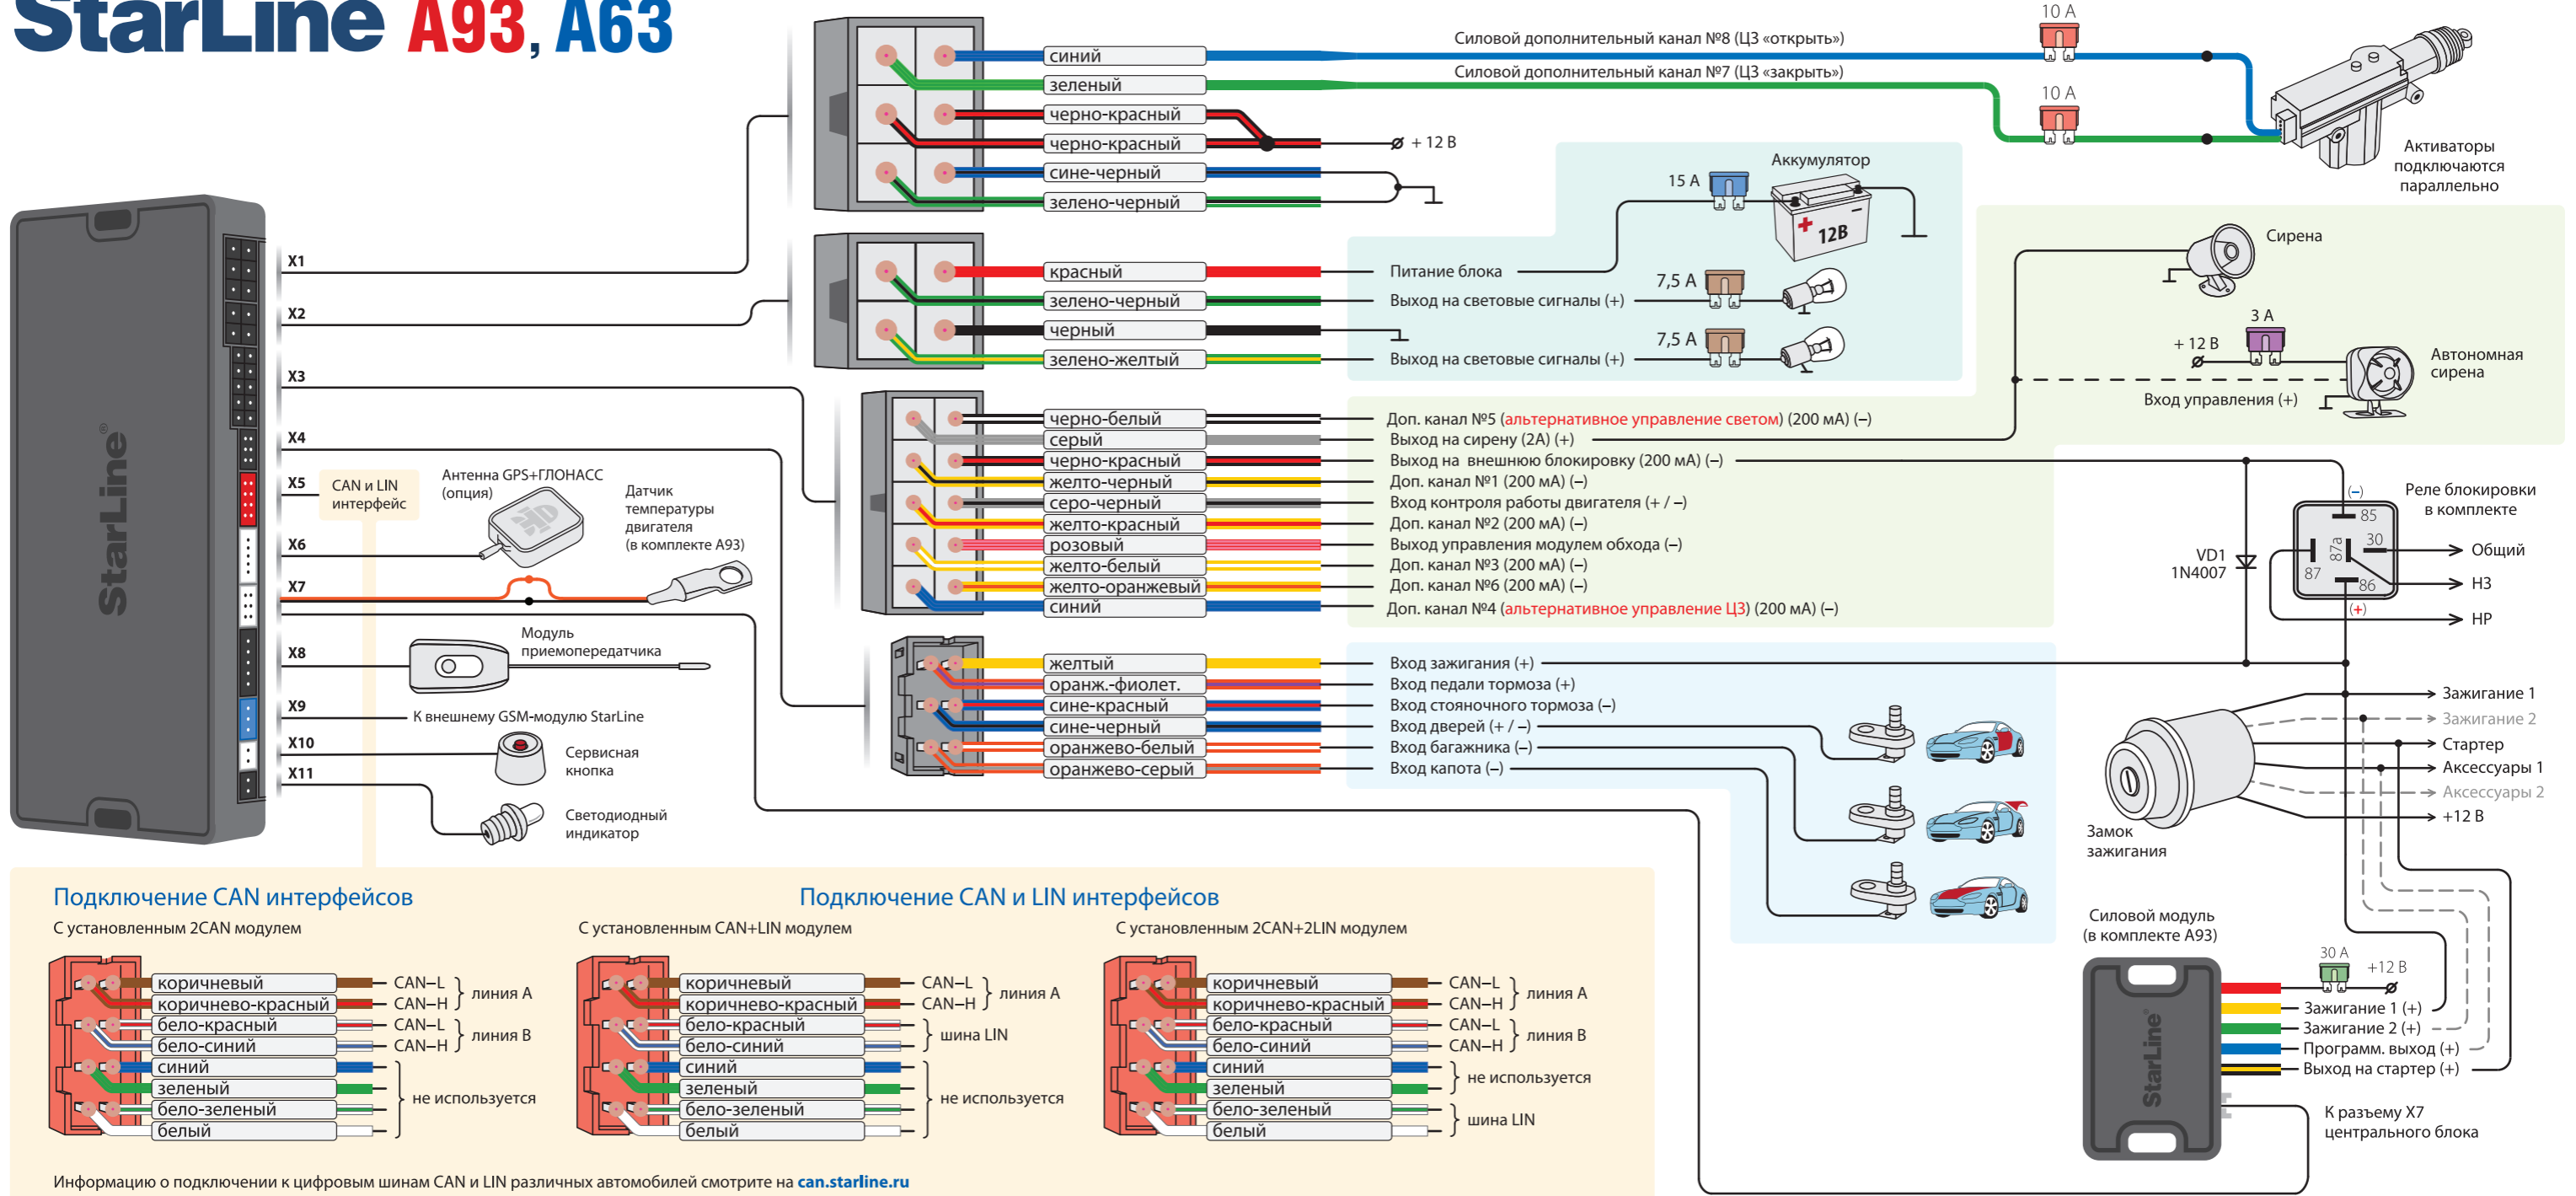 StarLine A93, A63
10 А
синий
Силовой дополнительный канал №8 (ЦЗ «открыть»)
зеленый
Силовой дополнительный канал №7 (ЦЗ «закрыть»)
10 А
черно-красный
черно-красный
+ 12 В
сине-черный
зелено-черный
Активаторы
подключаются
параллельно
Аккумулятор
15 А
12В
X1
X2
X3
X4
X5
X6
X7
X8
X9
X10
X11
StarLine®
красный
Питание блока
зелено-черный
Выход на световые сигналы (+)
7,5 А
черный
зелено-желтый
Выход на световые сигналы (+)
7,5 А
Сирена
3 А
+ 12 В
Автономная
сирена
Вход управления (+)
черно-белый
Доп. канал №5 (альтернативное управление светом) (200 мА) (–)
серый
Выход на сирену (2А) (+)
черно-красный
Выход на внешнюю блокировку (200 мА) (–)
желто-черный
Доп. канал №1 (200 мА) (–)
серо-черный
Вход контроля работы двигателя (+ / –)
желто-красный
Доп. канал №2 (200 мА) (–)
розовый
Выход управления модулем обхода (–)
желто-белый
Доп. канал №3 (200 мА) (–)
желто-оранжевый
Доп. канал №6 (200 мА) (–)
синий
Доп. канал №4 (альтернативное управление ЦЗ) (200 мА) (–)
CAN и LIN
интерфейс
Антенна GPS+ГЛОНАСС
(опция)
Датчик
температуры
двигателя
(в комплекте А93)
Модуль
приемопередатчика
К внешнему GSM-модулю StarLine
Сервисная
кнопка
Светодиодный
индикатор
(–)
85
87a
30
87
86
(+)
VD1
1N4007
Реле блокировки
в комплекте
Общий
НЗ
НР
желтый
Вход зажигания (+)
оранж.-фиолет.
Вход педали тормоза (+)
сине-красный
Вход стояночного тормоза (–)
сине-черный
Вход дверей (+ / –)
оранжево-белый
Вход багажника (–)
оранжево-серый
Вход капота (–)
Зажигание 1
Зажигание 2
Стартер
Аксессуары 1
Аксессуары 2
+12 В
Замок
зажигания
Силовой модуль
(в комплекте А93)
StarLine®
30 А
+12 В
Зажигание 1 (+)
Зажигание 2 (+)
Программ. выход (+)
Выход на стартер (+)
К разъему X7
центрального блока
Подключение CAN интерфейсов
С установленным 2CAN модулем
коричневый
CAN–L
коричнево-красный
CAN–H
линия А
бело-красный
CAN–L
бело-синий
CAN–H
линия В
синий
зеленый
бело-зеленый
белый
не используется
Подключение CAN и LIN интерфейсов
С установленным CAN+LIN модулем
коричневый
CAN–L
коричнево-красный
CAN–H
линия А
бело-красный
бело-синий
шина LIN
синий
зеленый
бело-зеленый
белый
не используется
С установленным 2CAN+2LIN модулем
коричневый
CAN–L
коричнево-красный
CAN–H
линия А
бело-красный
CAN–L
бело-синий
CAN–H
линия В
синий
зеленый
не используется
бело-зеленый
белый
шина LIN
Информацию о подключении к цифровым шинам CAN и LIN различных автомобилей смотрите на can.starline.ru